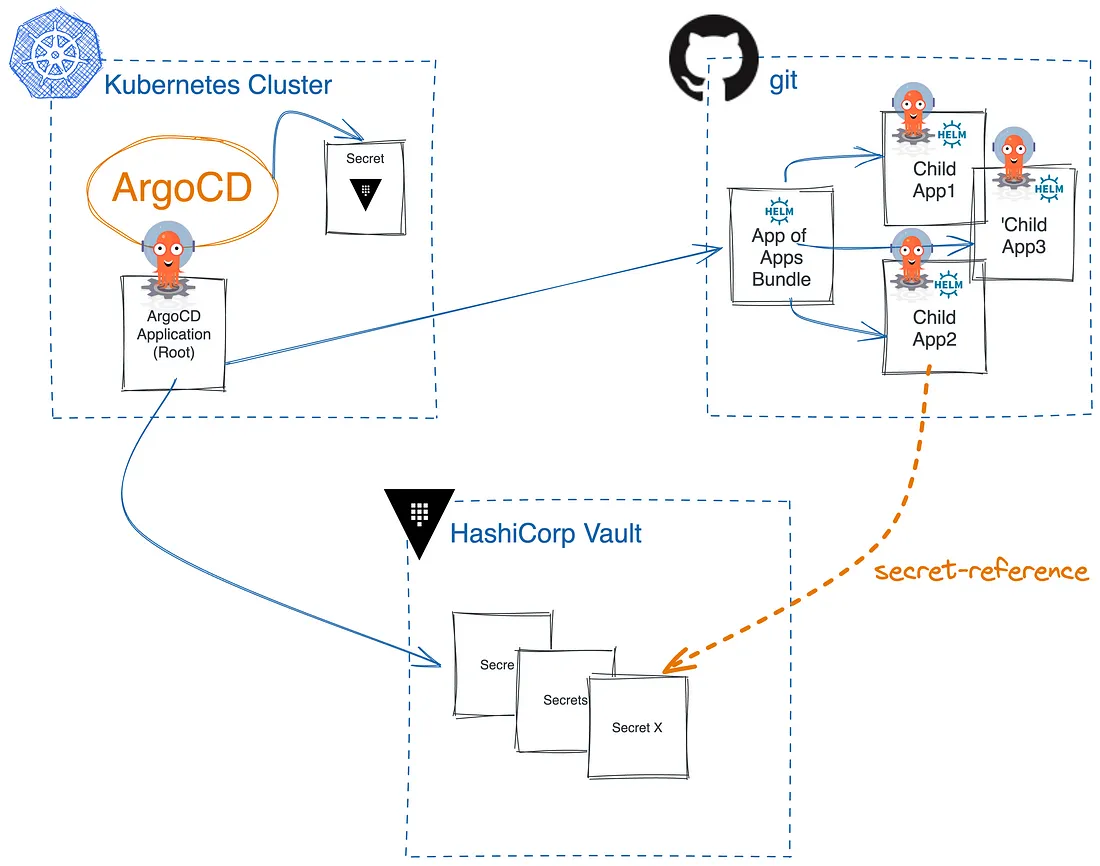 Kubernetes Cluster
git
ArgoCD
Secret
ArgoCD
Application
(Root)
HELM
App of
Apps
Bundle
HELM
Child
App1
HELM
'Child
App3
HELM
Child
App2
secret-reference
HashiCorp Vault
Secre
Secrets
Secret X